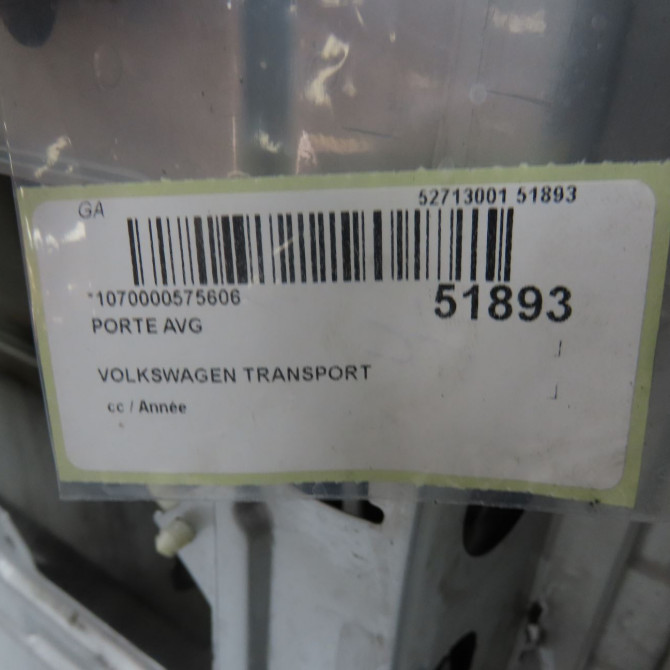 GA 52713001 51893
*1070000575606 51893
PORTE AVG
VOLKSWAGEN TRANSPORT
cc / Année